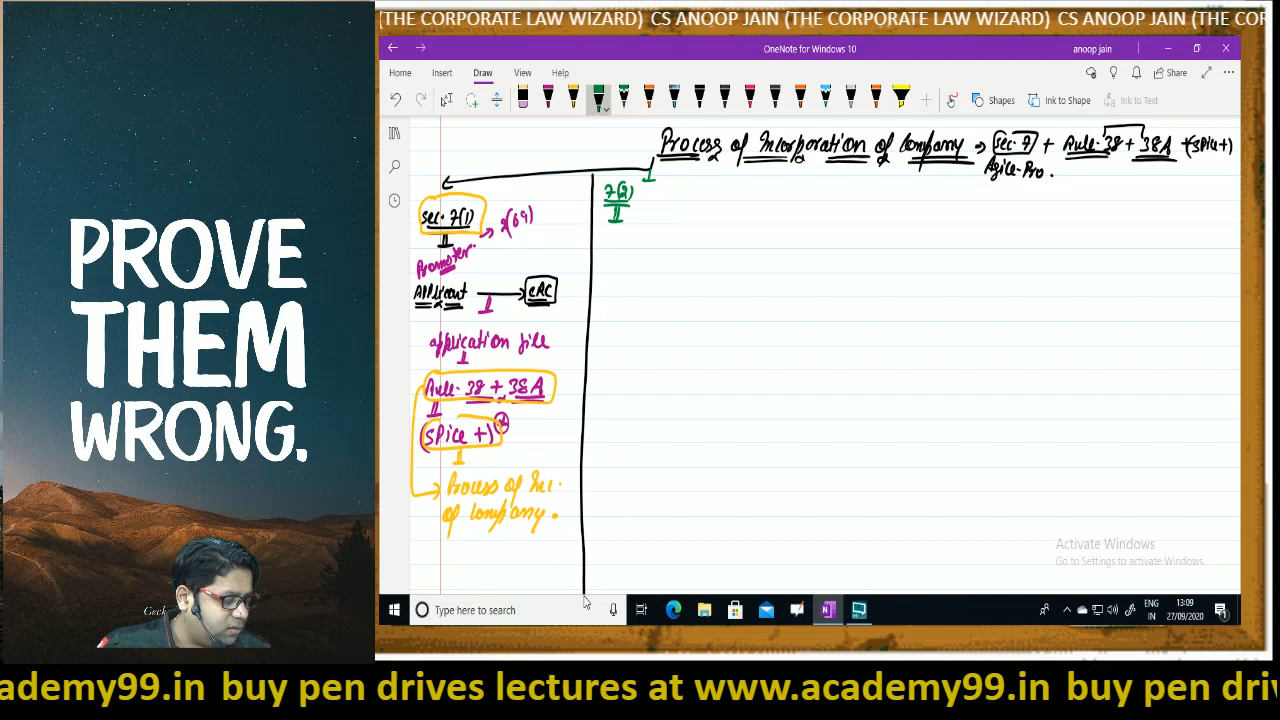 (THE CORPORATE LAW WIZARD) CS ANOOP JAIN (THE CORPORATE LAW WIZARD) CS ANOOP JAIN (THE COR
OneNote for Windows 10
anoop jain
Home Insert Draw View Help
Share
Shapes
Ink to Shape
Ink to Text
Process of Incorporation of Company → Sec. 7 + Rule. 38 + 38A + (Spice+)
Agile-Pro.
7(2)
Sec. 7(1)
2(69)
Promoter.
Applicant → CRC
application file
Rule. 38 + 38A
(SPice +)
Process of Inc.
of Company.
PROVE
THEM
WRONG.
Activate Windows
Go to Settings to activate Windows.
Type here to search
ENG
IN
13:09
27/09/2020
ademy99.in buy pen drives lectures at www.academy99.in buy pen driv